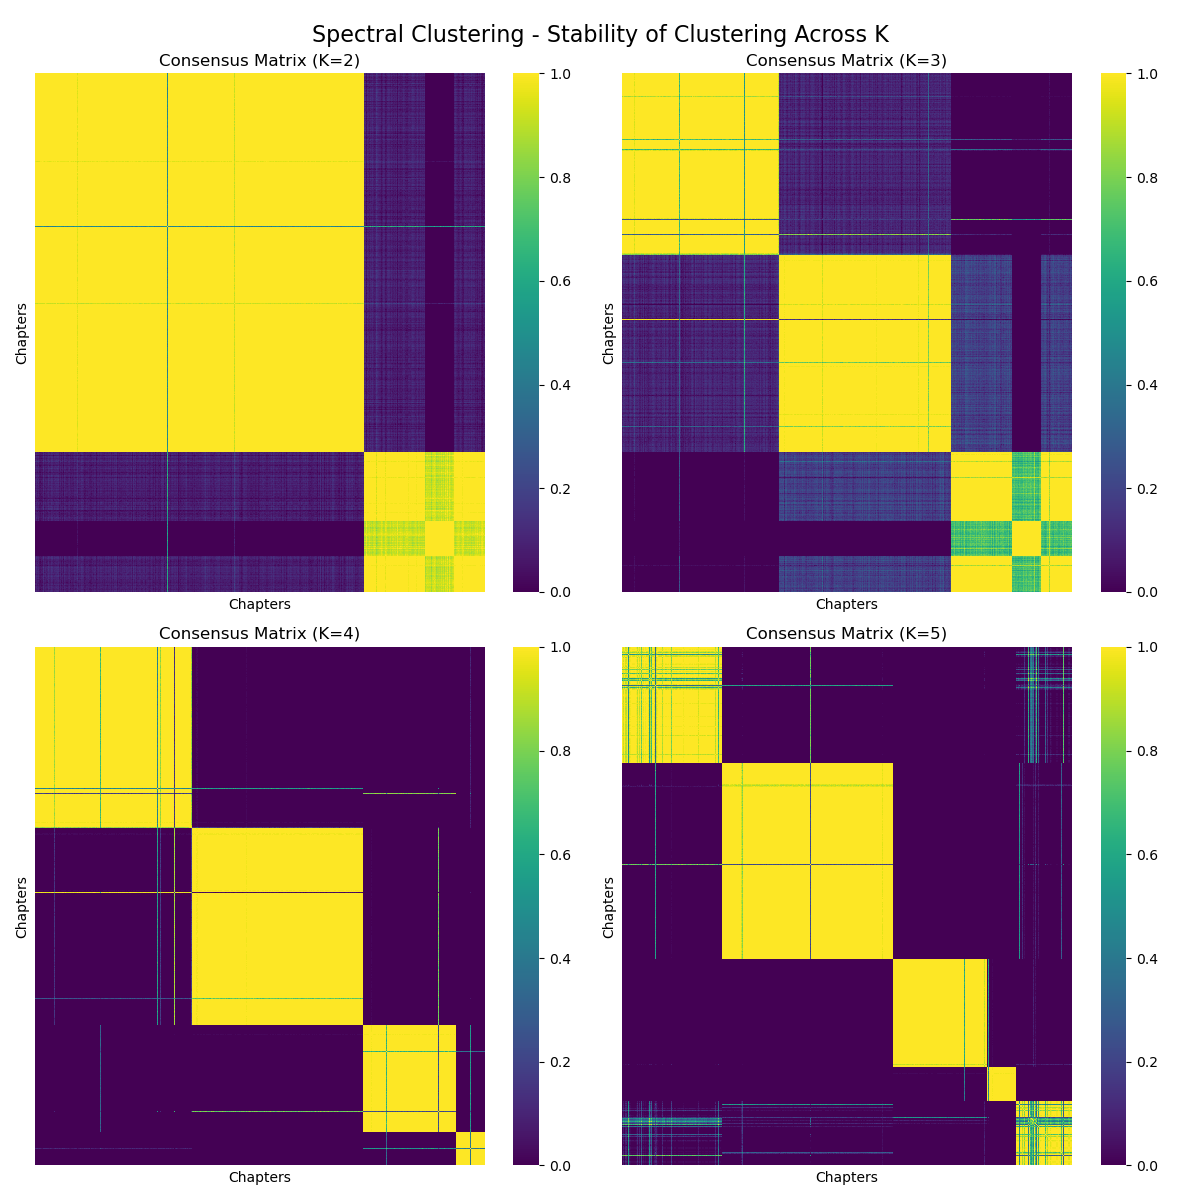 Spectral Clustering - Stability of Clustering Across K
Consensus Matrix (K=2)
Chapters
Chapters
1.0
0.8
0.6
0.4
0.2
0.0
Consensus Matrix (K=3)
Chapters
Chapters
1.0
0.8
0.6
0.4
0.2
0.0
Consensus Matrix (K=4)
Chapters
Chapters
1.0
0.8
0.6
0.4
0.2
0.0
Consensus Matrix (K=5)
Chapters
Chapters
1.0
0.8
0.6
0.4
0.2
0.0